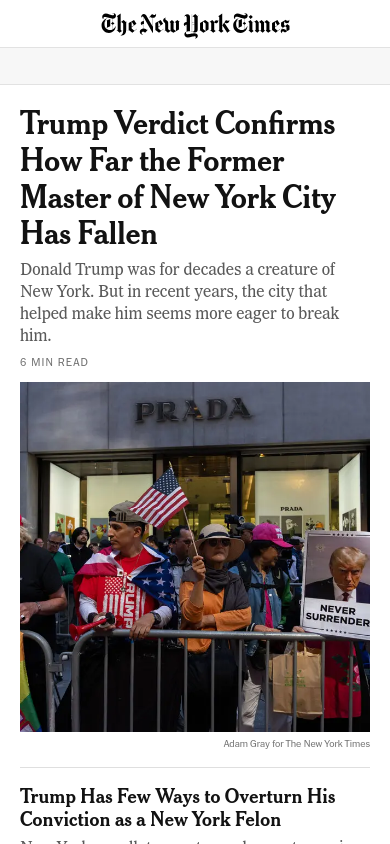 The New York Times
Trump Verdict Confirms
How Far the Former
Master of New York City
Has Fallen
Donald Trump was for decades a creature of
New York. But in recent years, the city that
helped make him seems more eager to break
him.
6 MIN READ
PRADA
PRADA
TRUMP
NEVER
SURRENDER
Adam Gray for The New York Times
Trump Has Few Ways to Overturn His
Conviction as a New York Felon